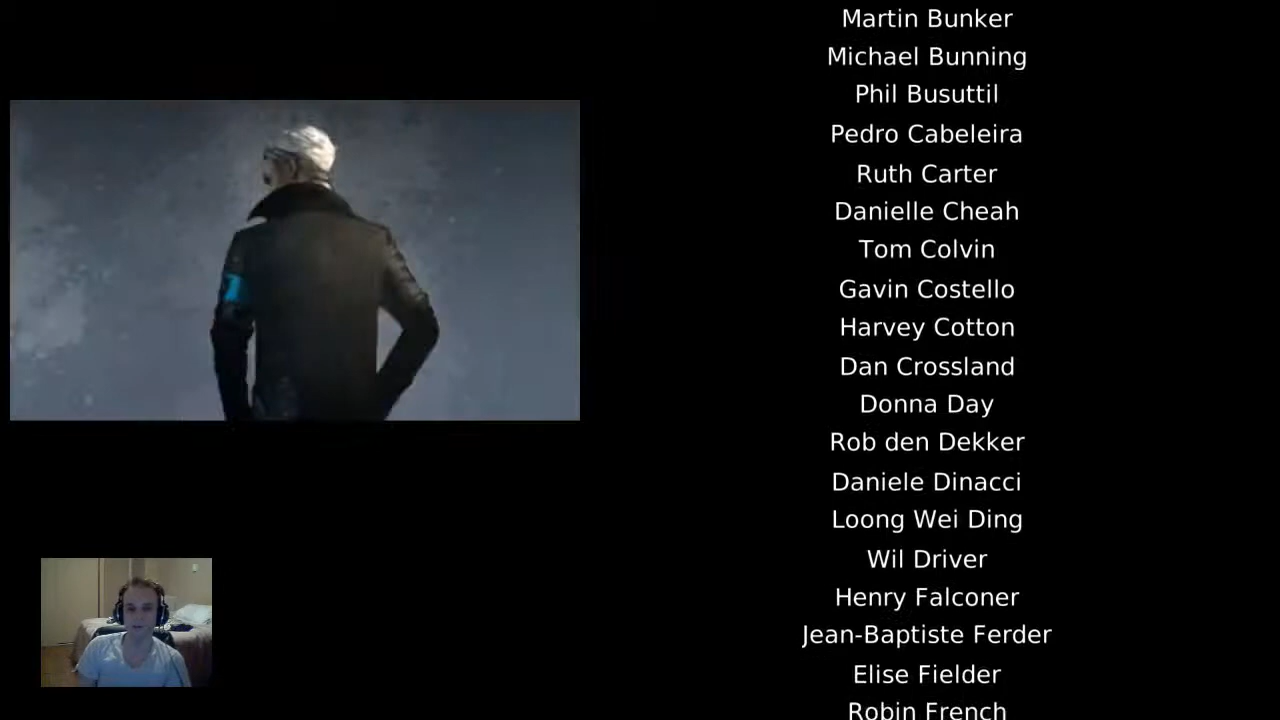 Martin Bunker
Michael Bunning
Phil Busuttil
Pedro Cabeleira
Ruth Carter
Danielle Cheah
Tom Colvin
Gavin Costello
Harvey Cotton
Dan Crossland
Donna Day
Rob den Dekker
Daniele Dinacci
Loong Wei Ding
Wil Driver
Henry Falconer
Jean-Baptiste Ferder
Elise Fielder
Robin French